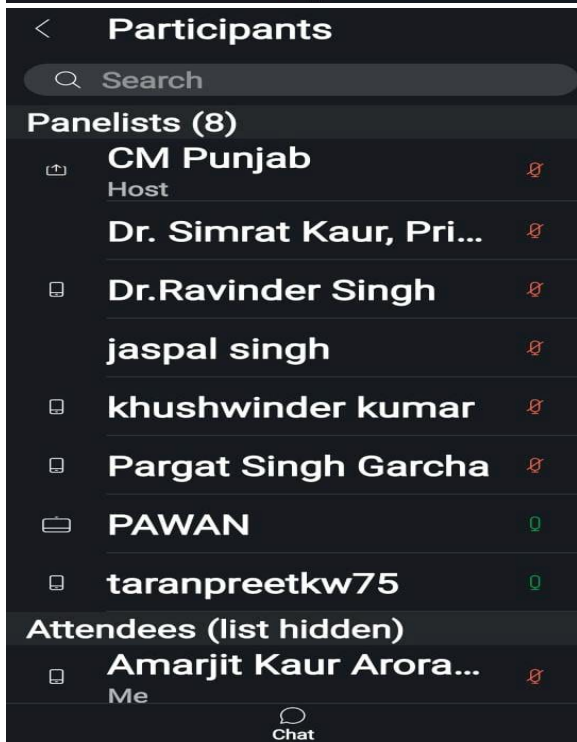 Participants
Search
Panelists (8)
CM Punjab
Host
Dr. Simrat Kaur, Pri...
Dr.Ravinder Singh
jaspal singh
khushwinder kumar
Pargat Singh Garcha
PAWAN
taranpreetkw75
Attendees (list hidden)
Amarjit Kaur Arora...
Me
Chat